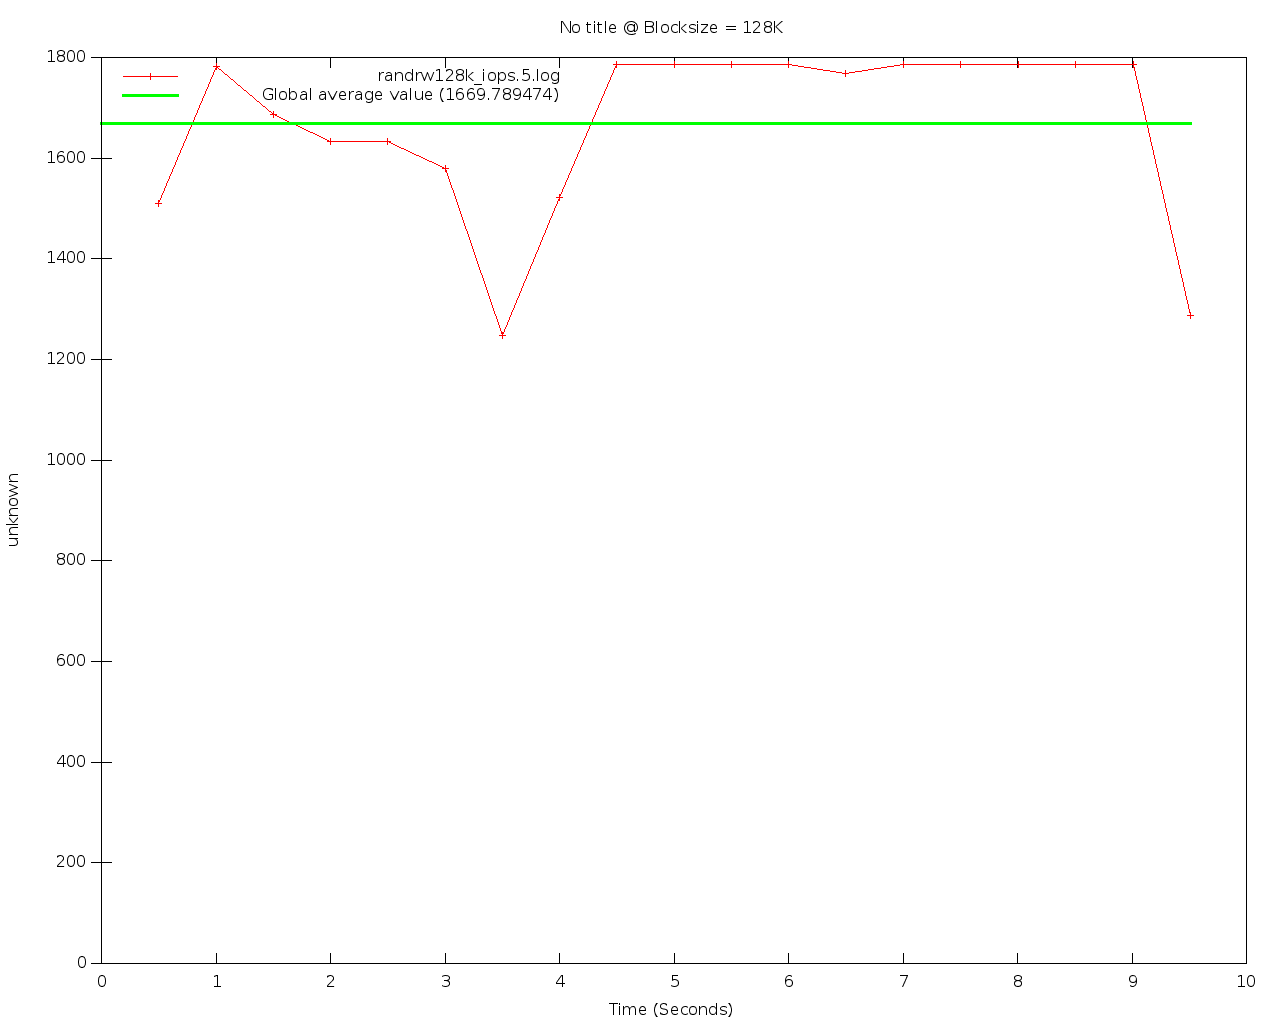 No title @ Blocksize = 128K
randrw128k_iops.5.log
Global average value (1669.789474)
1800
1600
1400
1200
1000
800
600
400
200
0
unknown
0 1 2 3 4 5 6 7 8 9 10
Time (Seconds)